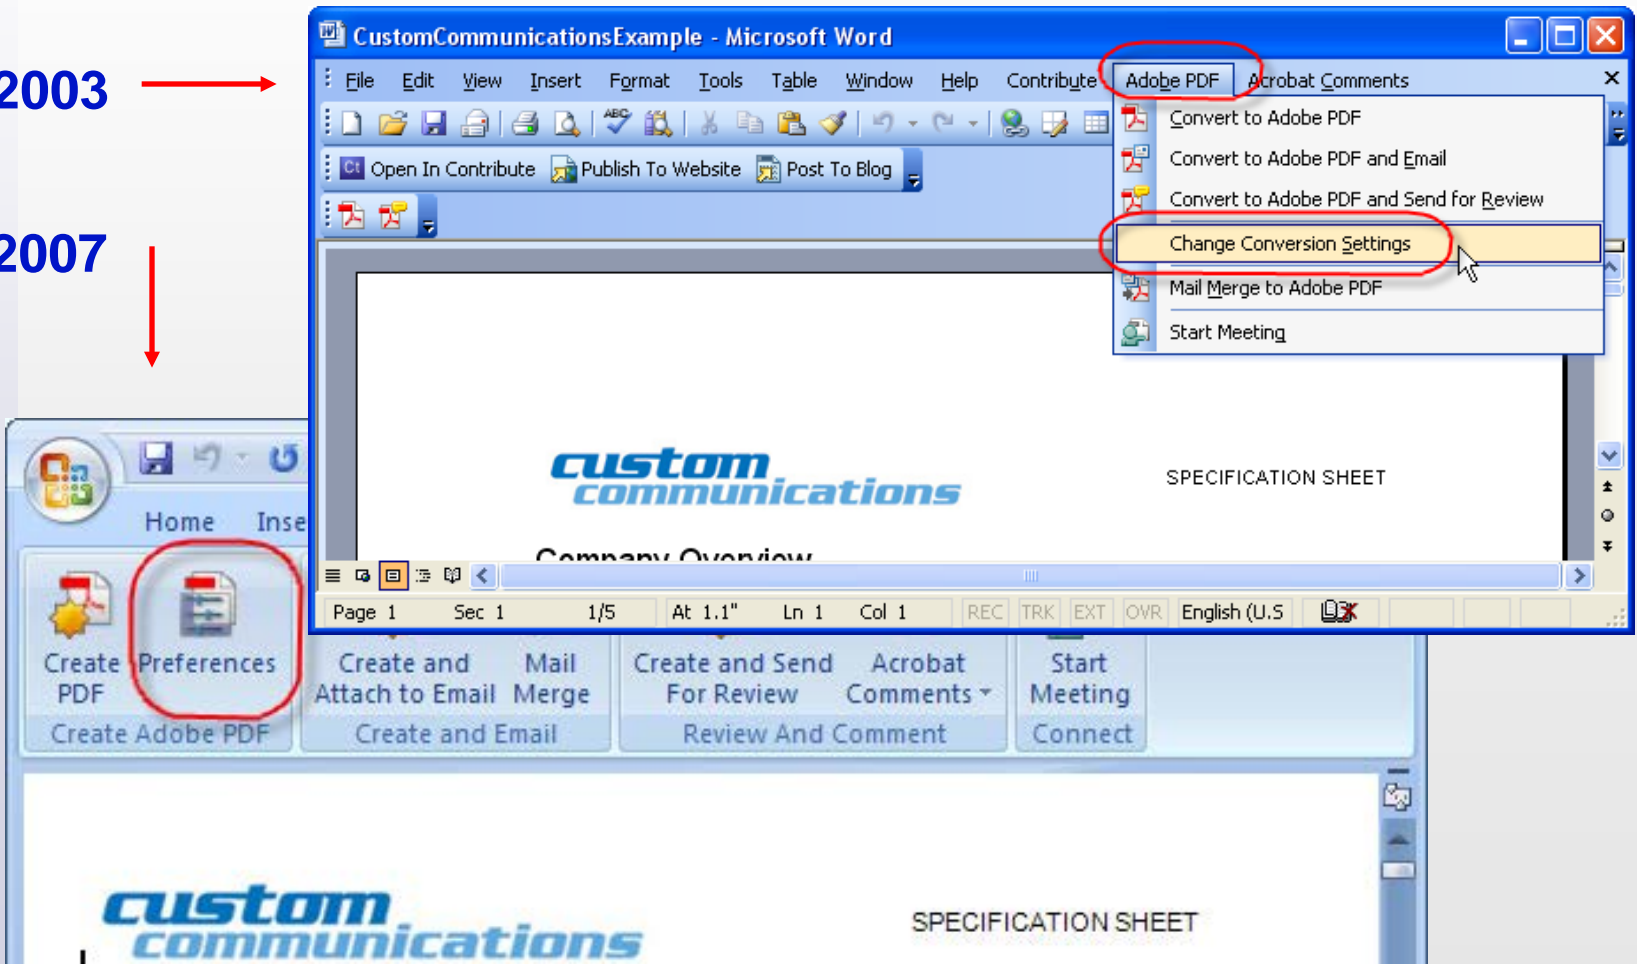 2003
2007
CustomCommunicationsExample - Microsoft Word
File Edit View Insert Format Tools Table Window Help Contribute Adobe PDF Acrobat Comments
Ct Open In Contribute Publish To Website Post To Blog
Convert to Adobe PDF
Convert to Adobe PDF and Email
Convert to Adobe PDF and Send for Review
Change Conversion Settings
Mail Merge to Adobe PDF
Start Meeting
custom
communications
SPECIFICATION SHEET
Company Overview
Page 1 Sec 1 1/5 At 1.1" Ln 1 Col 1 REC TRK EXT OVR English (U.S
Home Inse
Create PDF
Preferences
Create Adobe PDF
Create and
Attach to Email
Mail
Merge
Create and Email
Create and Send
For Review
Acrobat
Comments
Review And Comment
Start
Meeting
Connect
custom
communications
SPECIFICATION SHEET